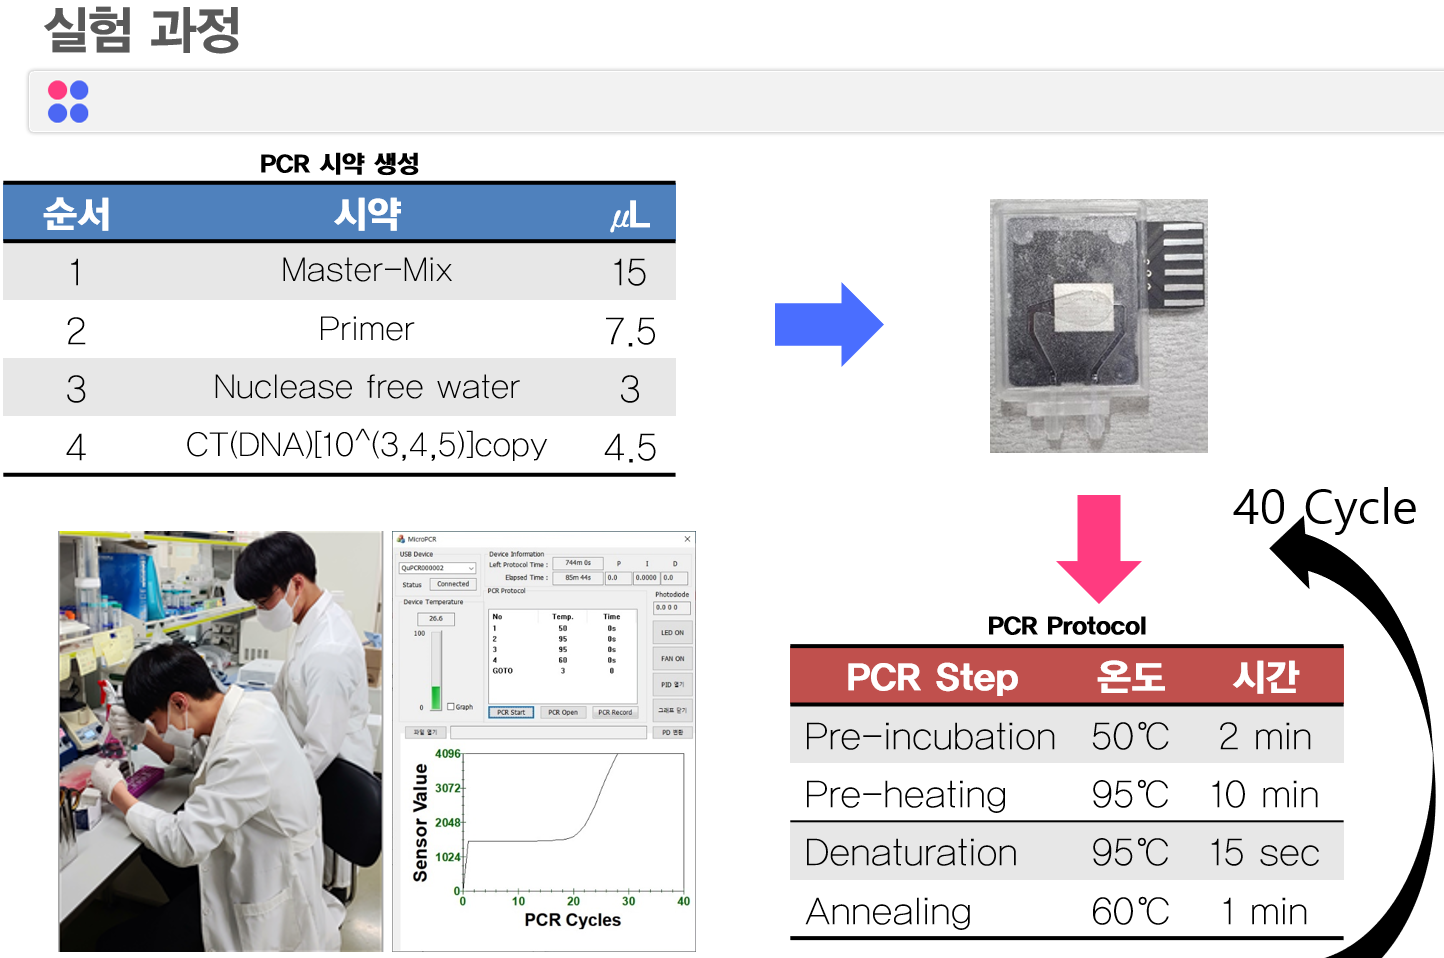 실험 과정
PCR 시약 생성
순서 시약 μL
1 Master-Mix 15
2 Primer 7.5
3 Nuclease free water 3
4 CT(DNA)[10^(3,4,5)]copy 4.5
40 Cycle
MicroPCR
USB Device
QuPCR000002
Status Connected
Device Temperature
26.6
100
0
Graph
Device Information
Left Protocol Time : 744m 6s P I D
Elapsed Time : 85m 44s 0.0 0.0000 0.0
PCR Protocol
No Temp. Time
1 50 0s
2 95 0s
3 95 0s
4 60 0s
GOTO 3 0
Photodiode
0.0 0 0
LED ON
FAN ON
PID 열기
그래프 닫기
PCR Start PCR Open PCR Record
파일 열기 PD 변환
Sensor Value
4096
3072
2048
1024
0
0 10 20 30 40
PCR Cycles
PCR Protocol
PCR Step 온도 시간
Pre-incubation 50℃ 2 min
Pre-heating 95℃ 10 min
Denaturation 95℃ 15 sec
Annealing 60℃ 1 min